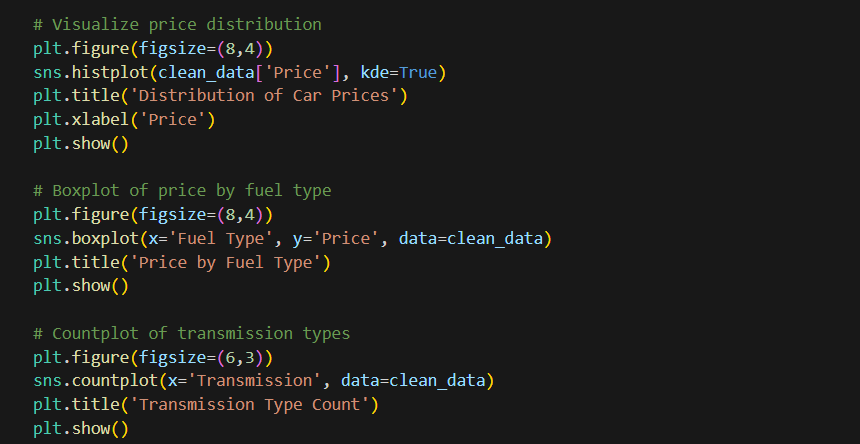 # Visualize price distribution
plt.figure(figsize=(8,4))
sns.histplot(clean_data['Price'], kde=True)
plt.title('Distribution of Car Prices')
plt.xlabel('Price')
plt.show()

# Boxplot of price by fuel type
plt.figure(figsize=(8,4))
sns.boxplot(x='Fuel Type', y='Price', data=clean_data)
plt.title('Price by Fuel Type')
plt.show()

# Countplot of transmission types
plt.figure(figsize=(6,3))
sns.countplot(x='Transmission', data=clean_data)
plt.title('Transmission Type Count')
plt.show()